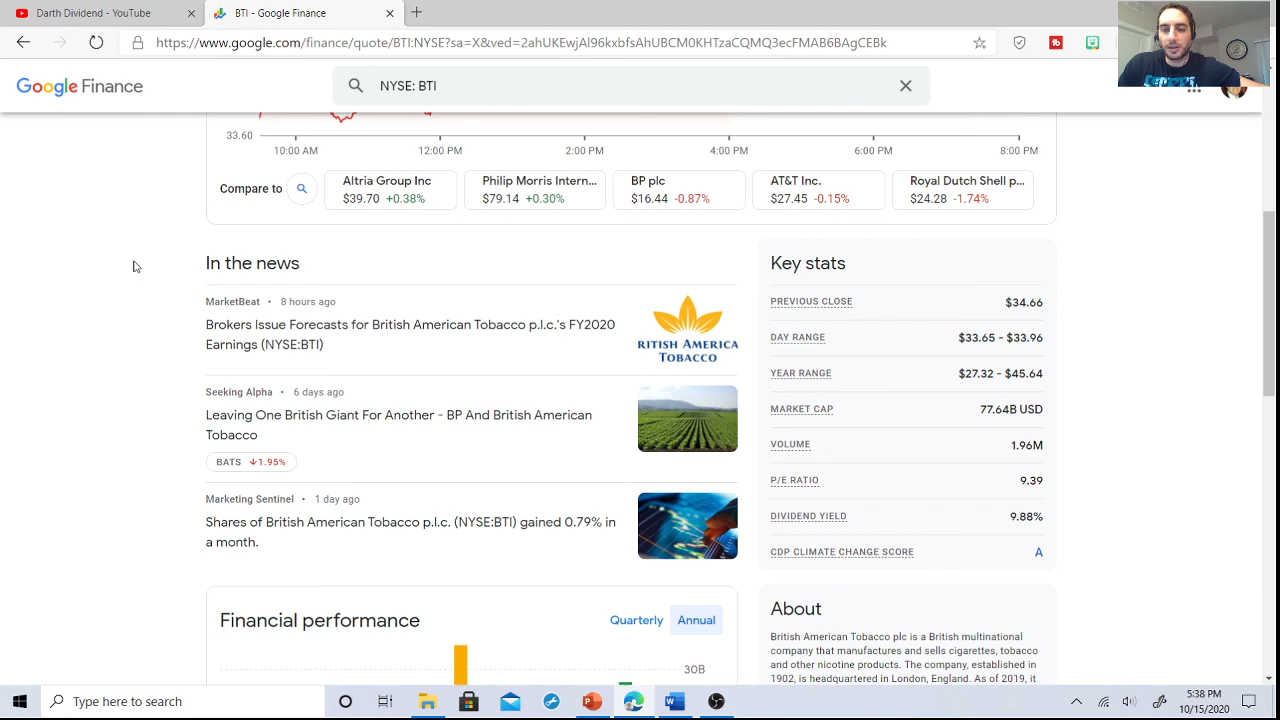 Darth Dividend - YouTube
BTI - Google Finance
https://www.google.com/finance/quote/BTI:NYSE?sa=X&ved=2ahUKEwjAl96kxbfsAhUBCM0KHTzaCQMQ3ecFMAB6BAgCEBk
Google Finance
NYSE: BTI
33.60
10:00 AM 12:00 PM 2:00 PM 4:00 PM 6:00 PM 8:00 PM
Compare to
Altria Group Inc
$39.70 +0.38%
Philip Morris Intern...
$79.14 +0.30%
BP plc
$16.44 -0.87%
AT&T Inc.
$27.45 -0.15%
Royal Dutch Shell p...
$24.28 -1.74%
In the news
MarketBeat • 8 hours ago
Brokers Issue Forecasts for British American Tobacco p.l.c.'s FY2020
Earnings (NYSE:BTI)
RITISH AMERICA
TOBACCO
Seeking Alpha • 6 days ago
Leaving One British Giant For Another - BP And British American
Tobacco
BATS ↓1.95%
Marketing Sentinel • 1 day ago
Shares of British American Tobacco p.l.c. (NYSE:BTI) gained 0.79% in
a month.
Financial performance
Quarterly Annual
30B
Key stats
PREVIOUS CLOSE $34.66
DAY RANGE $33.65 - $33.96
YEAR RANGE $27.32 - $45.64
MARKET CAP 77.64B USD
VOLUME 1.96M
P/E RATIO 9.39
DIVIDEND YIELD 9.88%
CDP CLIMATE CHANGE SCORE A
About
British American Tobacco plc is a British multinational
company that manufactures and sells cigarettes, tobacco
and other nicotine products. The company, established in
1902, is headquartered in London, England. As of 2019, it
Type here to search
5:38 PM
10/15/2020